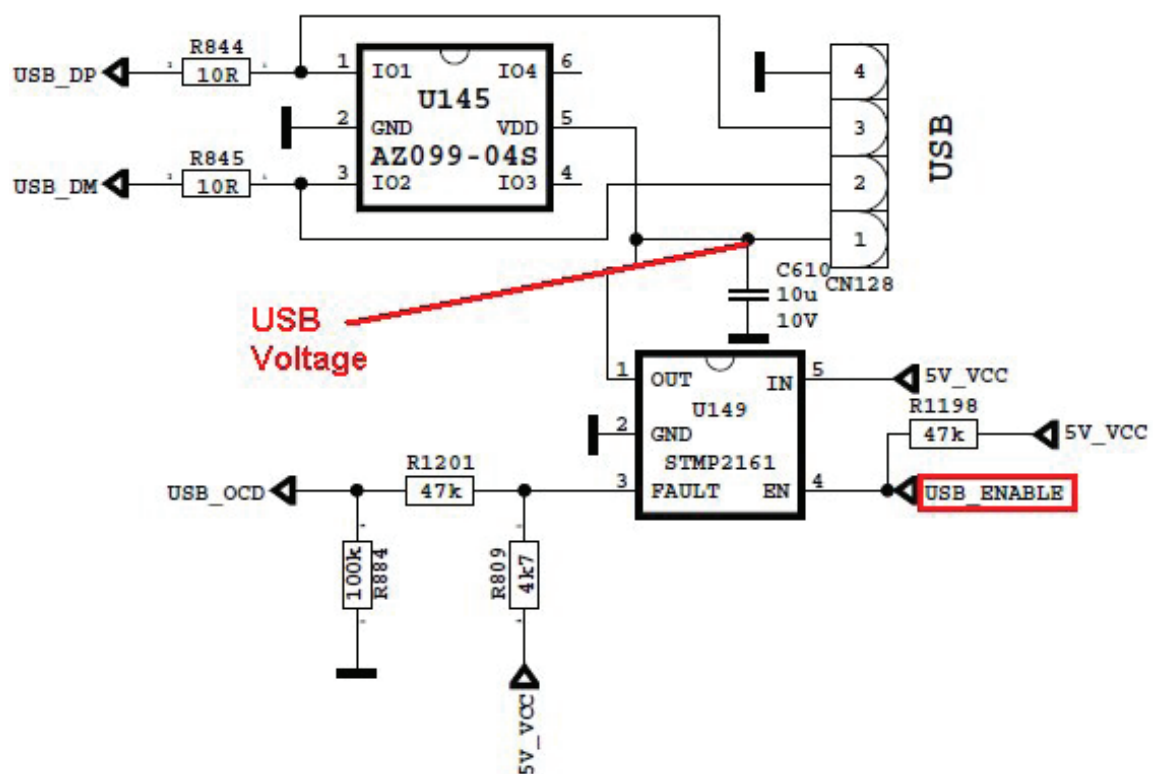 R844
USB_DP
10R
1
IO1
IO4
6
U145
2
GND
VDD
5
AZ099-04S
R845
USB_DM
10R
3
IO2
IO3
4
4
3
2
1
USB
CN128
C610
10u
10V
USB
Voltage
1
OUT
IN
5
5V_VCC
U149
R1198
2
GND
47k
5V_VCC
STMP2161
R1201
USB_OCD
47k
3
FAULT
EN
4
USB_ENABLE
100k
R884
R809
4k7
5V_VCC